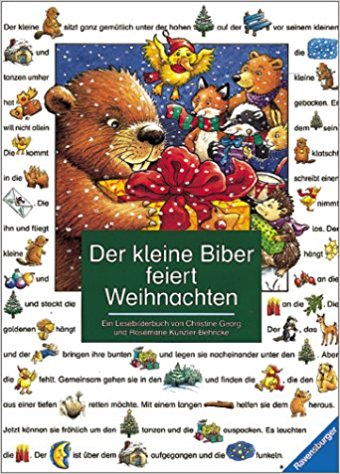 Der kleine sitzt ganz gemütlich unter der hohen auf der vor seinem kleinen
und die
tanzen umher kleine
hat gebacken. Er
will nicht allein dem sein
Die kommt klatscht
in die schreibt einen
mit Die los. Der
ihn und fliegt hängt
kleine und
die
und steckt die an die Die
goldenen hängt Der das
Der kleine Biber
feiert
Weihnachten
Ein Lesebilderbuch von Christine Georg
und Rosemarie Künzler-Behncke
und der bringen ihre bunten und legen sie nacheinander unter den Aber
die fehlt. Gemeinsam gehen sie in den und finden die die den
aus einer tiefen retten möchte. Mit einem langen helfen sie dem heraus.
Jetzt können sie fröhlich um den tanzen und die auspacken. Es leuchten
die Der ist über dem aufgegangen und die funkeln.
Ravensburger